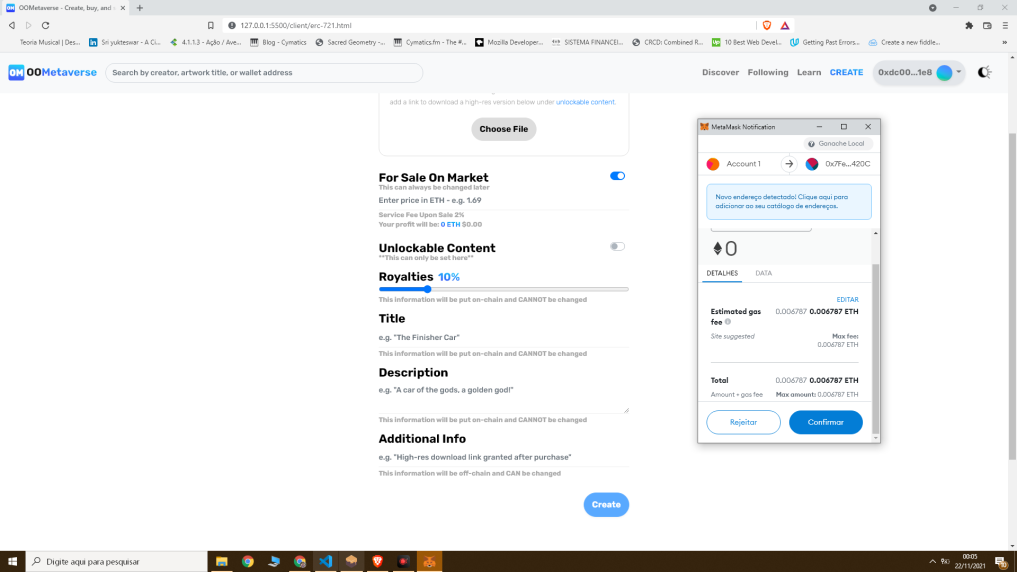 OOMetaverse - Create, buy, and
127.0.0.1:5500/client/erc-721.html
Teoria Musical | Des...
Sri yukteswar - A Ci...
4.1.1.3 - Ação / Ave...
Blog - Cymatics
Sacred Geometry -...
Cymatics.fm - The #...
Mozilla Developer...
SISTEMA FINANCEI...
CRCDi Combined R...
10 Best Web Devel...
Getting Past Errors...
Create a new fiddle...
OM OOMetaverse
Search by creator, artwork title, or wallet address
Discover Following Learn CREATE
0xdc00...1e8
add a link to download a high-res version below under unlockable content.
Choose File
For Sale On Market
This can always be changed later
Enter price in ETH - e.g. 1.69
Service Fee Upon Sale 2%
Your profit will be: 0 ETH $0.00
Unlockable Content
**This can only be set here**
Royalties 10%
This information will be put on-chain and CANNOT be changed
Title
e.g. "The Finisher Car"
This information will be put on-chain and CANNOT be changed
Description
e.g. "A car of the gods, a golden god!"
This information will be put on-chain and CANNOT be changed
Additional Info
e.g. "High-res download link granted after purchase"
This information will be off-chain and CAN be changed
Create
MetaMask Notification
Ganache Local
Account 1
0x7Fe...420C
Novo endereço detectado! Clique aqui para
adicionar ao seu catálogo de endereços.
0
DETALHES DATA
EDITAR
Estimated gas fee 0.006787 0.006787 ETH
Site suggested Max fee:
0.006787 ETH
Total 0.006787 0.006787 ETH
Amount + gas fee Max amount: 0.006787 ETH
Rejeitar Confirmar
Digite aqui para pesquisar
00:05
22/11/2021